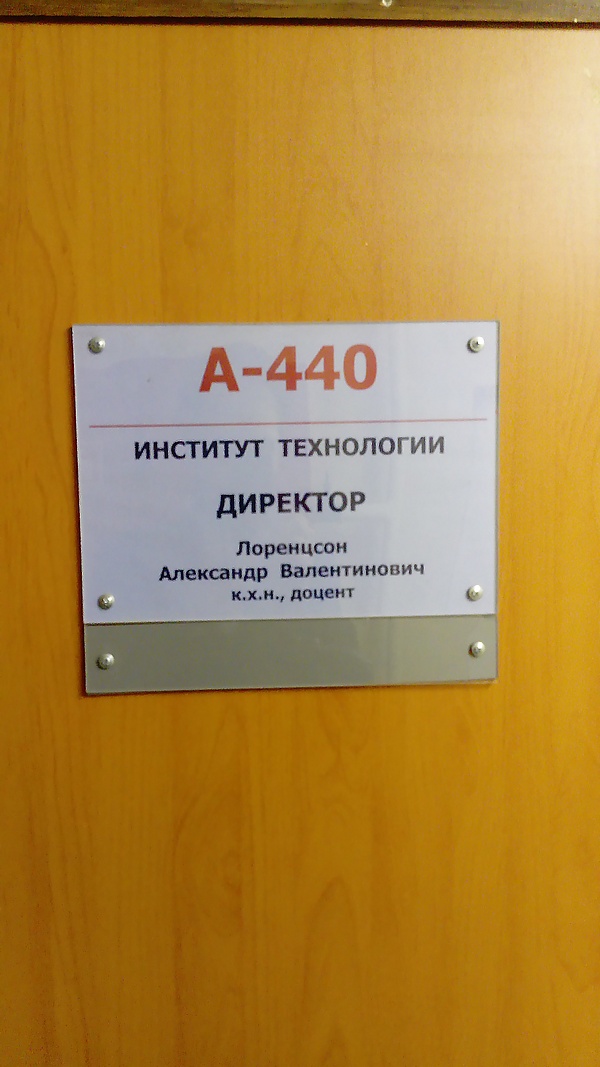 А-440
ИНСТИТУТ ТЕХНОЛОГИИ
ДИРЕКТОР
Лоренцсон
Александр Валентинович
к.х.н., доцент